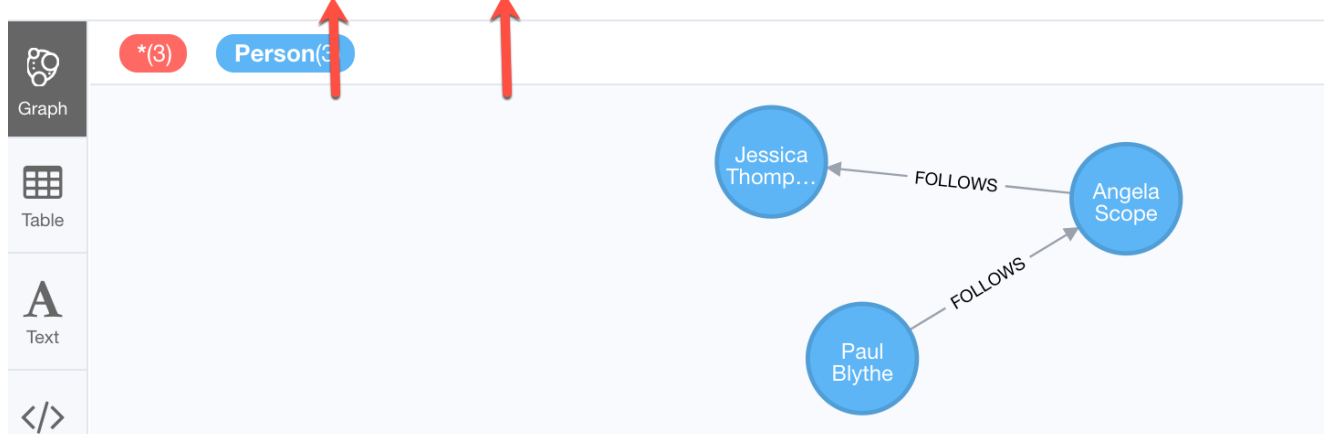 *(3)
Person(3)
Graph
Table
Text
</>
Jessica
Thomp...
FOLLOWS
Angela
Scope
FOLLOWS
Paul
Blythe